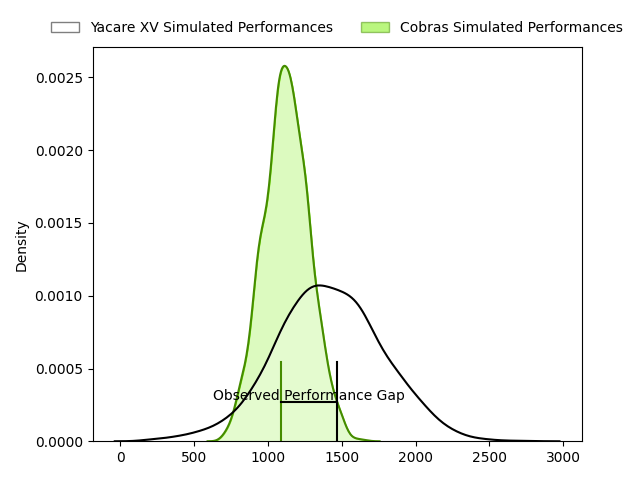 Yacare XV Simulated Performances
Cobras Simulated Performances
0.0025
0.0020
0.0015
0.0010
0.0005
0.0000
Density
Observed Performance Gap
0 500 1000 1500 2000 2500 3000